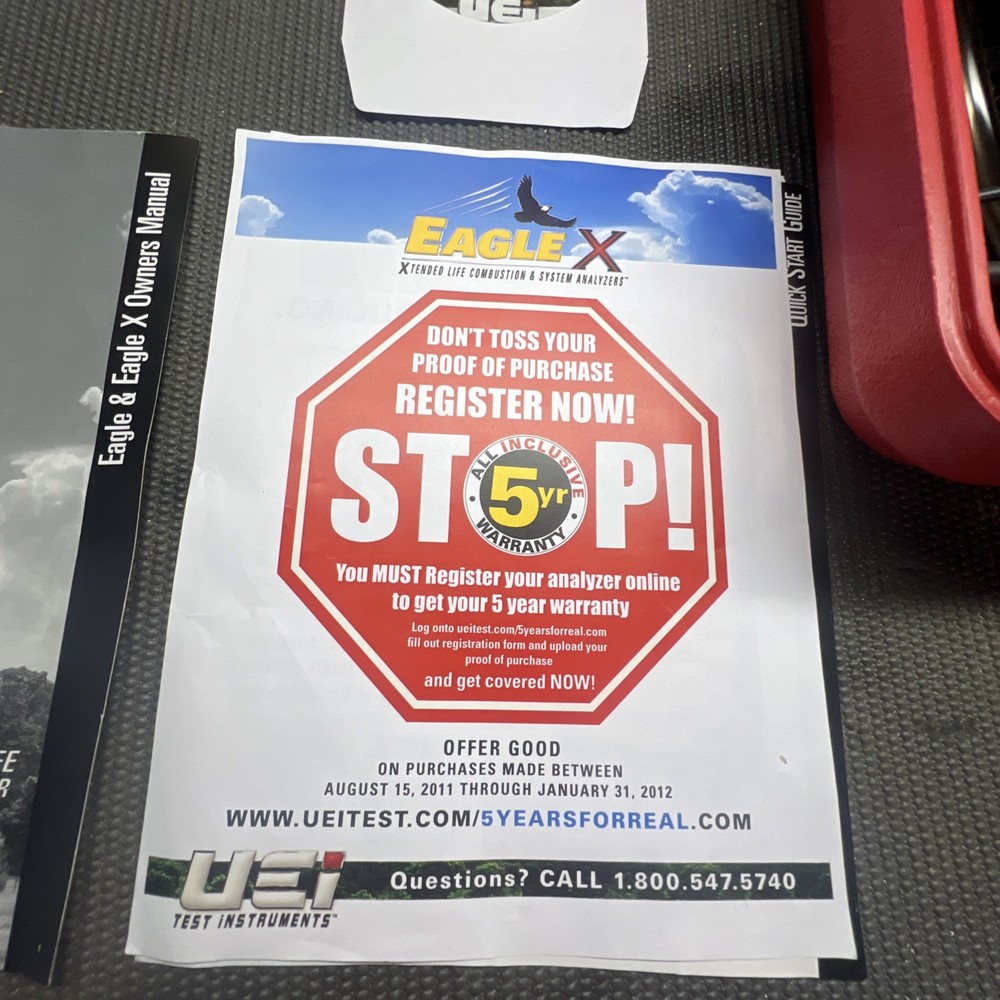 UEi
Eagle & Eagle X Owners Manual
EAGLE X
XTENDED LIFE COMBUSTION & SYSTEM ANALYZERS™
QUICK START GUIDE
DON'T TOSS YOUR
PROOF OF PURCHASE
REGISTER NOW!
STOP!
ALL INCLUSIVE
5yr
WARRANTY
You MUST Register your analyzer online
to get your 5 year warranty
Log onto ueitest.com/5yearsforreal.com
fill out registration form and upload your
proof of purchase
and get covered NOW!
OFFER GOOD
ON PURCHASES MADE BETWEEN
AUGUST 15, 2011 THROUGH JANUARY 31, 2012
WWW.UEITEST.COM/5YEARSFORREAL.COM
UEi
TEST INSTRUMENTS™
Questions? CALL 1.800.547.5740